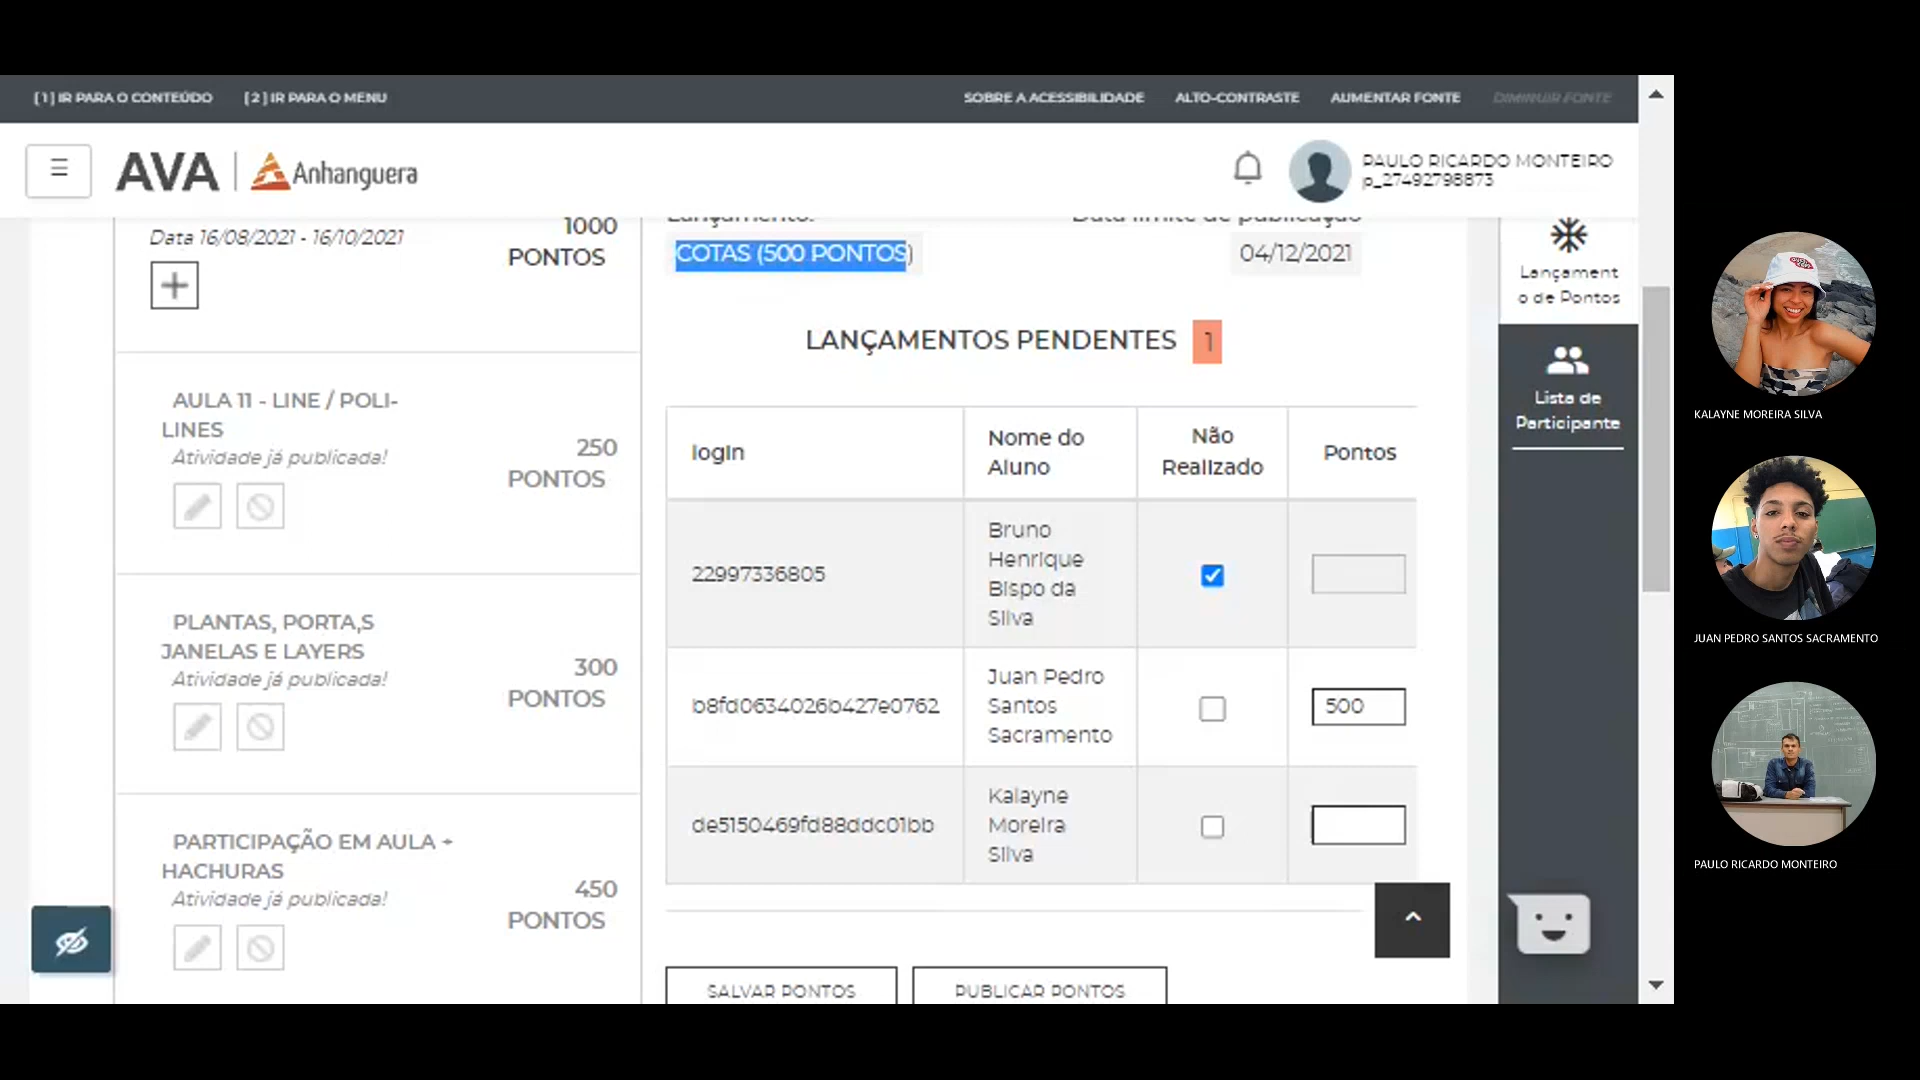 [1] IR PARA O CONTEÚDO [2] IR PARA O MENU SOBRE A ACESSIBILIDADE ALTO-CONTRASTE AUMENTAR FONTE DIMINUIR FONTE
AVA Anhanguera
PAULO RICARDO MONTEIRO
p_27492798873
Data 16/08/2021 - 16/10/2021
1000
PONTOS
AULA 11 - LINE / POLI-
LINES
Atividade já publicada!
250
PONTOS
PLANTAS, PORTA,S
JANELAS E LAYERS
Atividade já publicada!
300
PONTOS
PARTICIPAÇÃO EM AULA +
HACHURAS
Atividade já publicada!
450
PONTOS
Lançamento: Data limite de publicação
COTAS (500 PONTOS) 04/12/2021
LANÇAMENTOS PENDENTES 1
login
Nome do
Aluno
Não
Realizado
Pontos
22997336805
Bruno
Henrique
Bispo da
Silva
b8fd0634026b427e0762
Juan Pedro
Santos
Sacramento
500
de5150469fd88ddc01bb
Kalayne
Moreira
Silva
SALVAR PONTOS PUBLICAR PONTOS
Lançament
o de Pontos
Lista de
Participante
KALAYNE MOREIRA SILVA
JUAN PEDRO SANTOS SACRAMENTO
PAULO RICARDO MONTEIRO